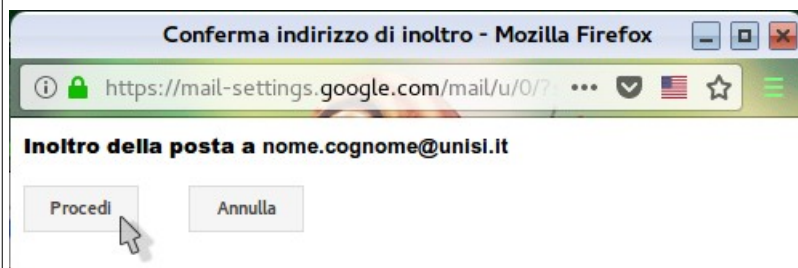 Conferma indirizzo di inoltro - Mozilla Firefox
https://mail-settings.google.com/mail/u/0/?
Inoltro della posta a nome.cognome@unisi.it
Procedi Annulla